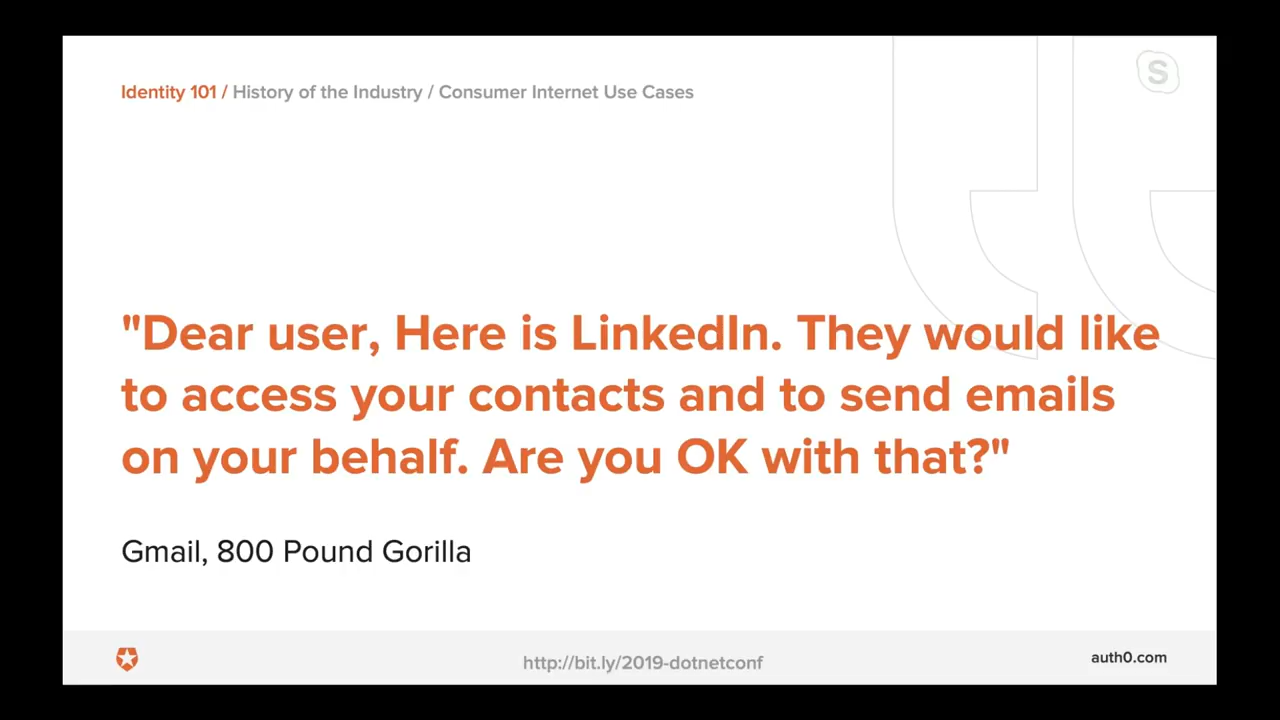 Identity 101 / History of the Industry / Consumer Internet Use Cases
S
"Dear user, Here is LinkedIn. They would like
to access your contacts and to send emails
on your behalf. Are you OK with that?"
Gmail, 800 Pound Gorilla
http://bit.ly/2019-dotnetconf
auth0.com